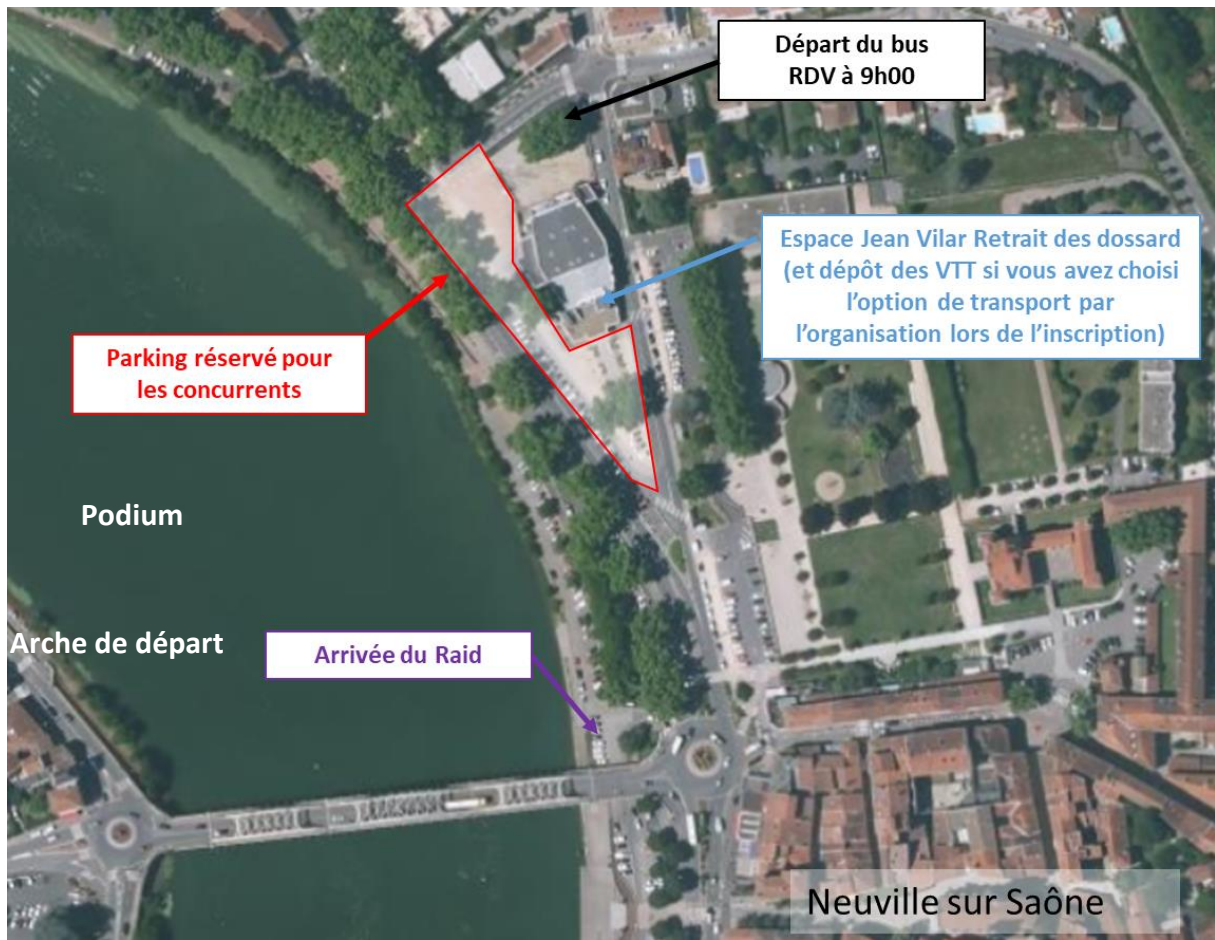 Départ du bus
RDV à 9h00
Espace Jean Vilar Retrait des dossard
(et dépôt des VTT si vous avez choisi
l'option de transport par
l'organisation lors de l'inscription)
Parking réservé pour
les concurrents
Podium
Arche de départ
Arrivée du Raid
Neuville sur Saône